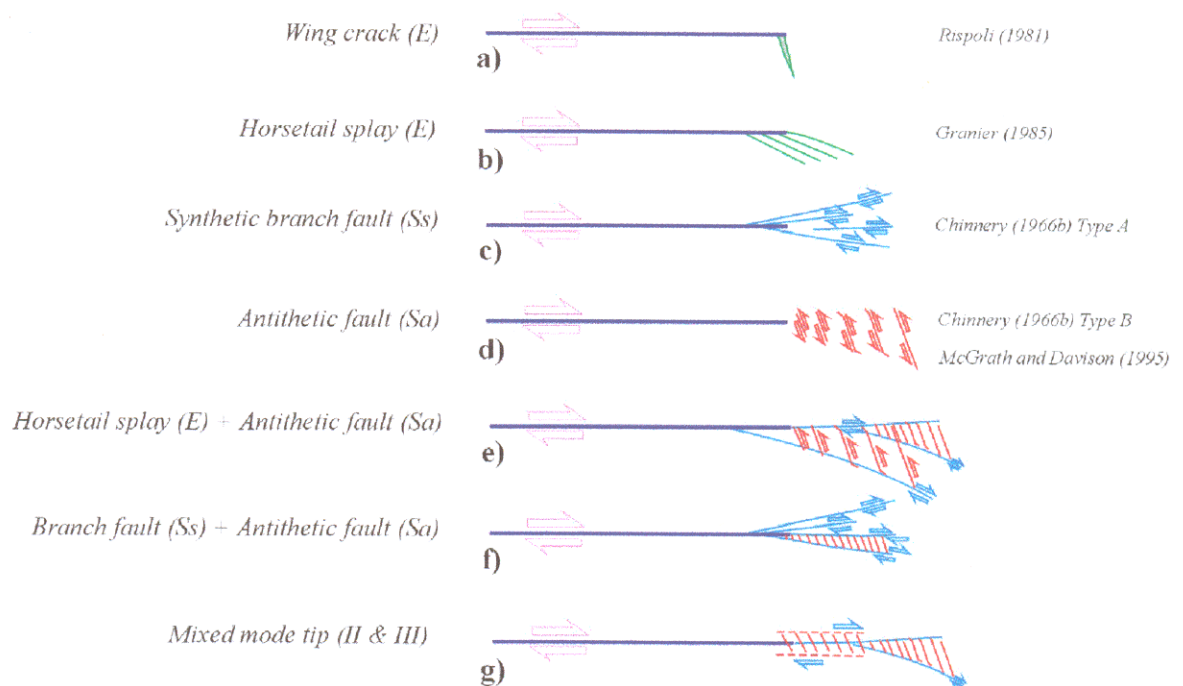 Wing crack (E) a) Rispoli (1981)
Horsetail splay (E) b) Granier (1985)
Synthetic branch fault (Ss) c) Chinnery (1966b) Type A
Antithetic fault (Sa) d) Chinnery (1966b) Type B
McGrath and Davison (1995)
Horsetail splay (E) + Antithetic fault (Sa) e)
Branch fault (Ss) + Antithetic fault (Sa) f)
Mixed mode tip (II & III) g)